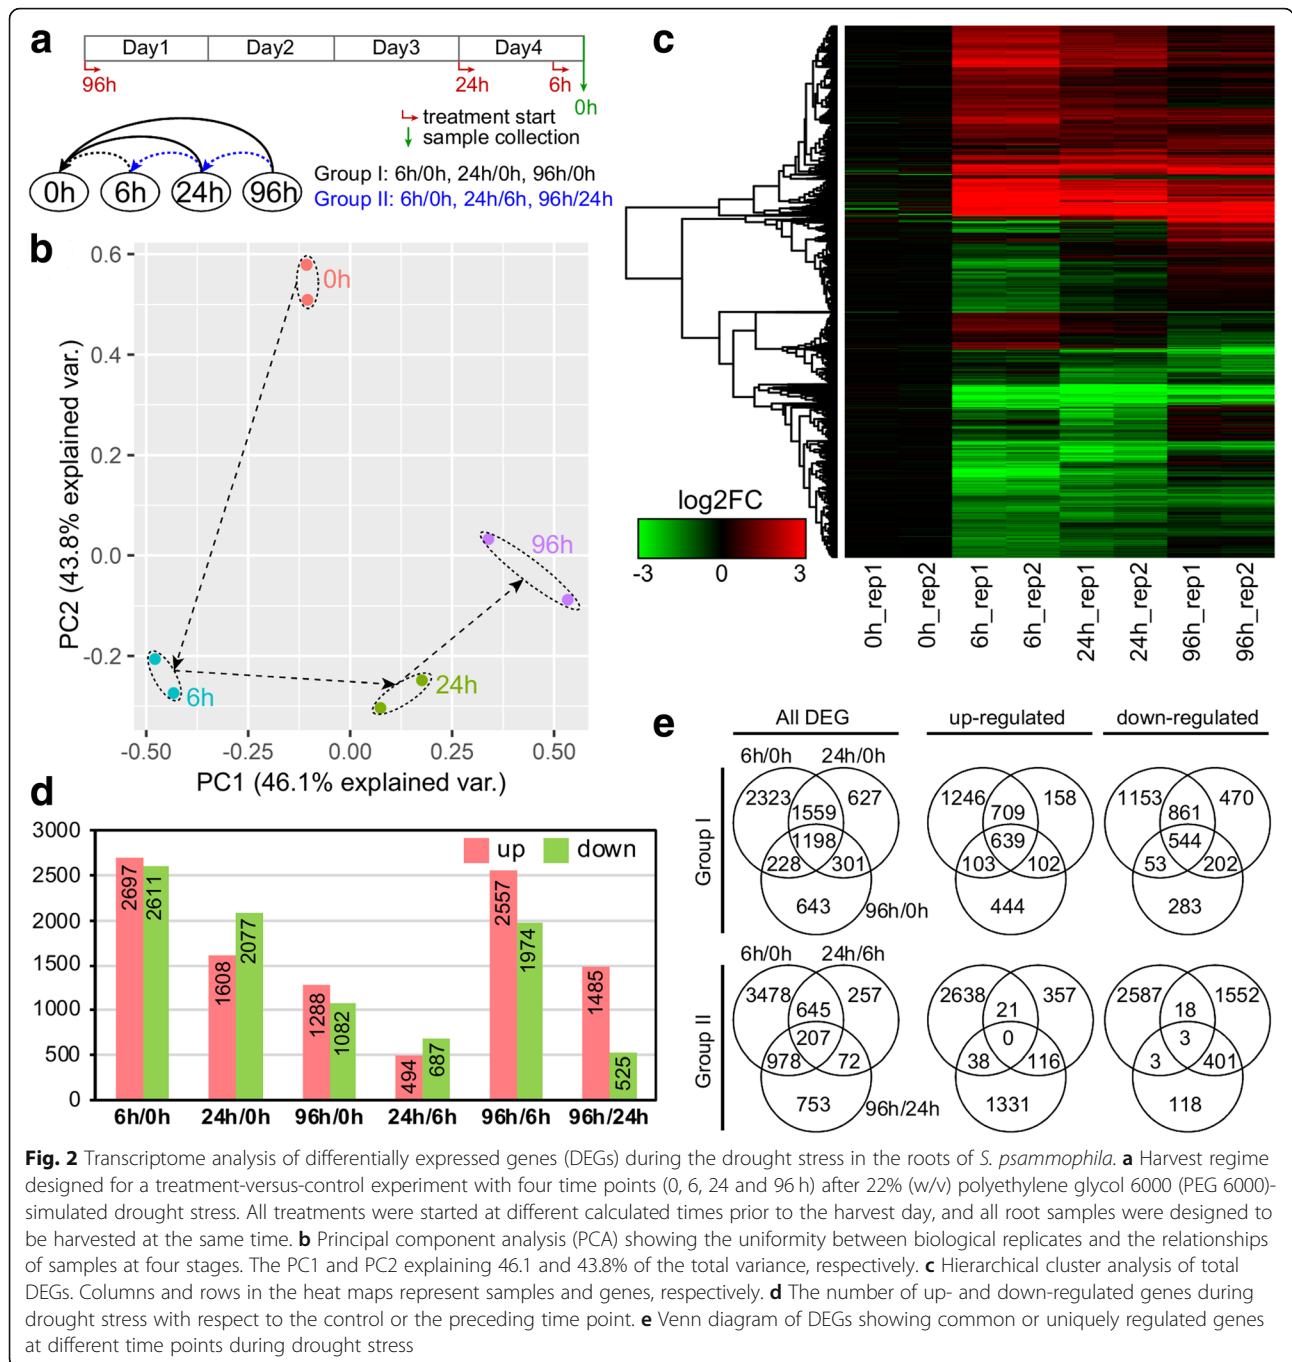 a
Day1 Day2 Day3 Day4
96h 24h 6h
0h
treatment start
sample collection
0h 6h 24h 96h
Group I: 6h/0h, 24h/0h, 96h/0h
Group II: 6h/0h, 24h/6h, 96h/24h
b
0.6
0.4
0.2
0.0
-0.2
PC2 (43.8% explained var.)
0h
96h
6h
24h
-0.50 -0.25 0.00 0.25 0.50
PC1 (46.1% explained var.)
c
log2FC
-3 0 3
0h_rep1
0h_rep2
6h_rep1
6h_rep2
24h_rep1
24h_rep2
96h_rep1
96h_rep2
d
3000
2500
2000
1500
1000
500
0
up down
2697
2611
1608
2077
1288
1082
494
687
2557
1974
1485
525
6h/0h 24h/0h 96h/0h 24h/6h 96h/6h 96h/24h
e
All DEG up-regulated down-regulated
Group I
6h/0h 24h/0h
2323 1559 627
1198
228 301
643
96h/0h
1246 709 158
639
103 102
444
1153 861 470
544
53 202
283
Group II
6h/0h 24h/6h
3478 645 257
207
978 72
753
96h/24h
2638 21 357
0
38 116
1331
2587 18 1552
3
3 401
118
Fig. 2 Transcriptome analysis of differentially expressed genes (DEGs) during the drought stress in the roots of S. psammophila. a Harvest regime
designed for a treatment-versus-control experiment with four time points (0, 6, 24 and 96 h) after 22% (w/v) polyethylene glycol 6000 (PEG 6000)-
simulated drought stress. All treatments were started at different calculated times prior to the harvest day, and all root samples were designed to
be harvested at the same time. b Principal component analysis (PCA) showing the uniformity between biological replicates and the relationships
of samples at four stages. The PC1 and PC2 explaining 46.1 and 43.8% of the total variance, respectively. c Hierarchical cluster analysis of total
DEGs. Columns and rows in the heat maps represent samples and genes, respectively. d The number of up- and down-regulated genes during
drought stress with respect to the control or the preceding time point. e Venn diagram of DEGs showing common or uniquely regulated genes
at different time points during drought stress